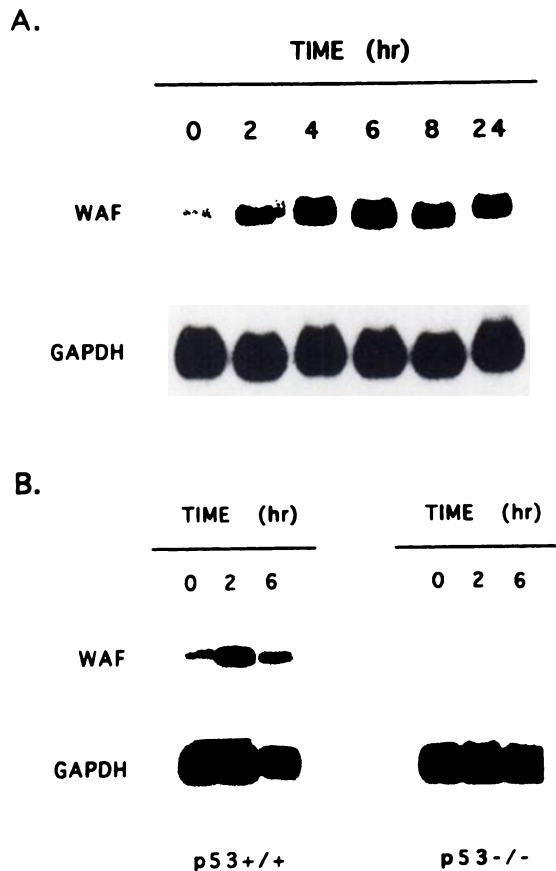 A.
TIME (hr)
0 2 4 6 8 24
WAF
GAPDH
B.
TIME (hr) TIME (hr)
0 2 6 0 2 6
WAF
GAPDH
p53+/+ p53-/-